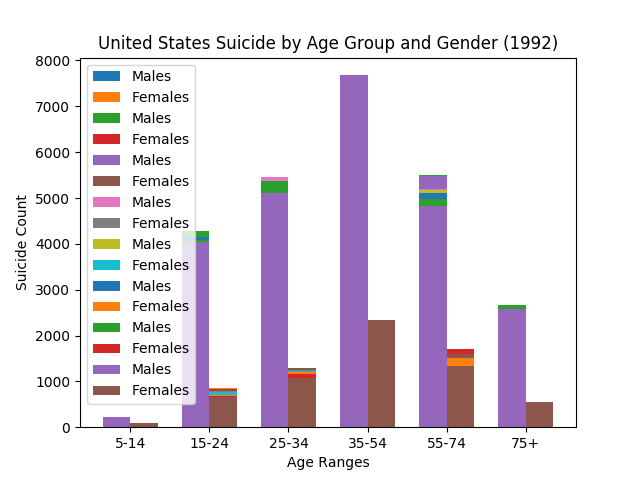 United States Suicide by Age Group and Gender (1992)
8000
7000
6000
5000
4000
3000
2000
1000
0
Suicide Count
Males
Females
Males
Females
Males
Females
Males
Females
Males
Females
Males
Females
Males
Females
Males
Females
5-14
15-24
25-34
35-54
55-74
75+
Age Ranges